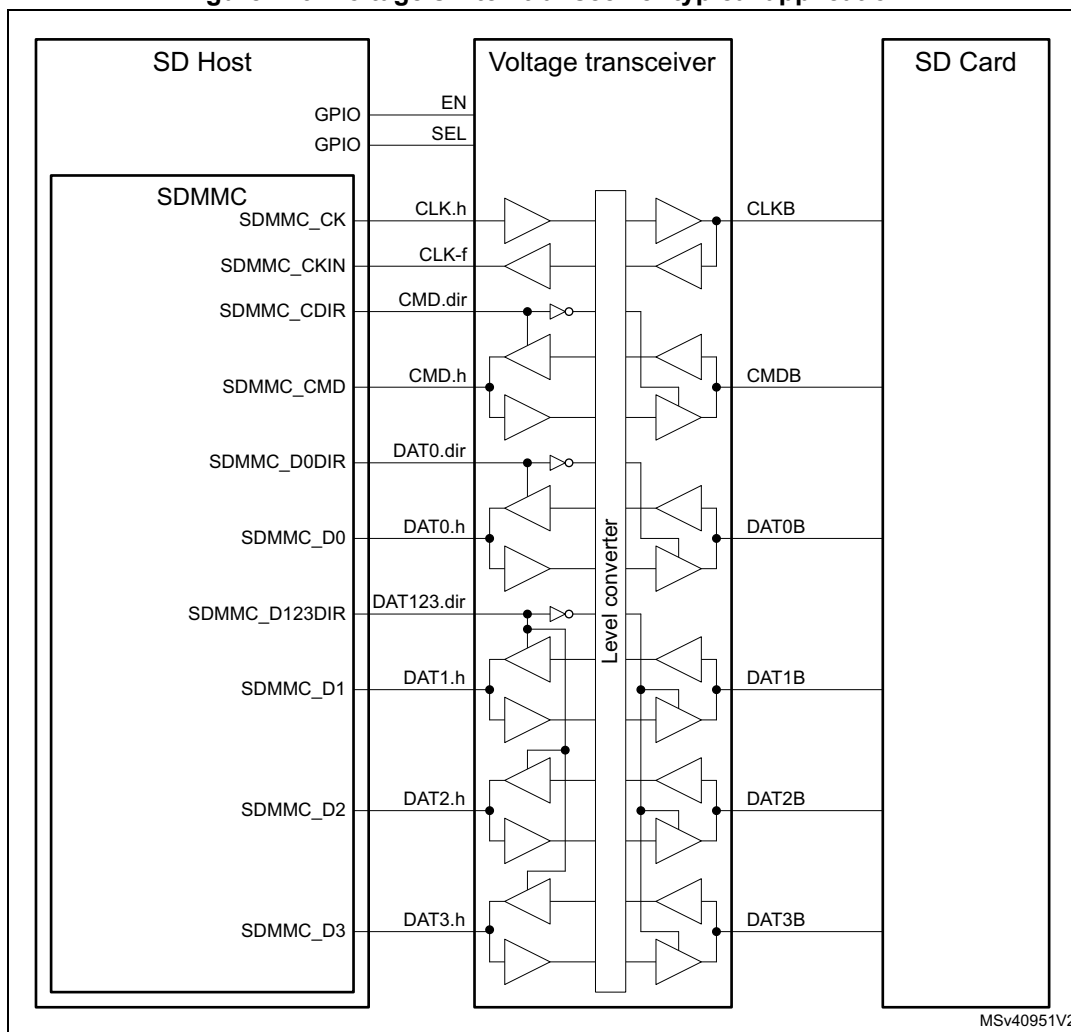 SD Host
Voltage transceiver
SD Card
GPIO
EN
GPIO
SEL
SDMMC
SDMMC_CK
CLK.h
CLKB
SDMMC_CKIN
CLK-f
SDMMC_CDIR
CMD.dir
SDMMC_CMD
CMD.h
CMDB
SDMMC_D0DIR
DAT0.dir
SDMMC_D0
DAT0.h
DAT0B
Level converter
SDMMC_D123DIR
DAT123.dir
SDMMC_D1
DAT1.h
DAT1B
SDMMC_D2
DAT2.h
DAT2B
SDMMC_D3
DAT3.h
DAT3B
MSv40951V2